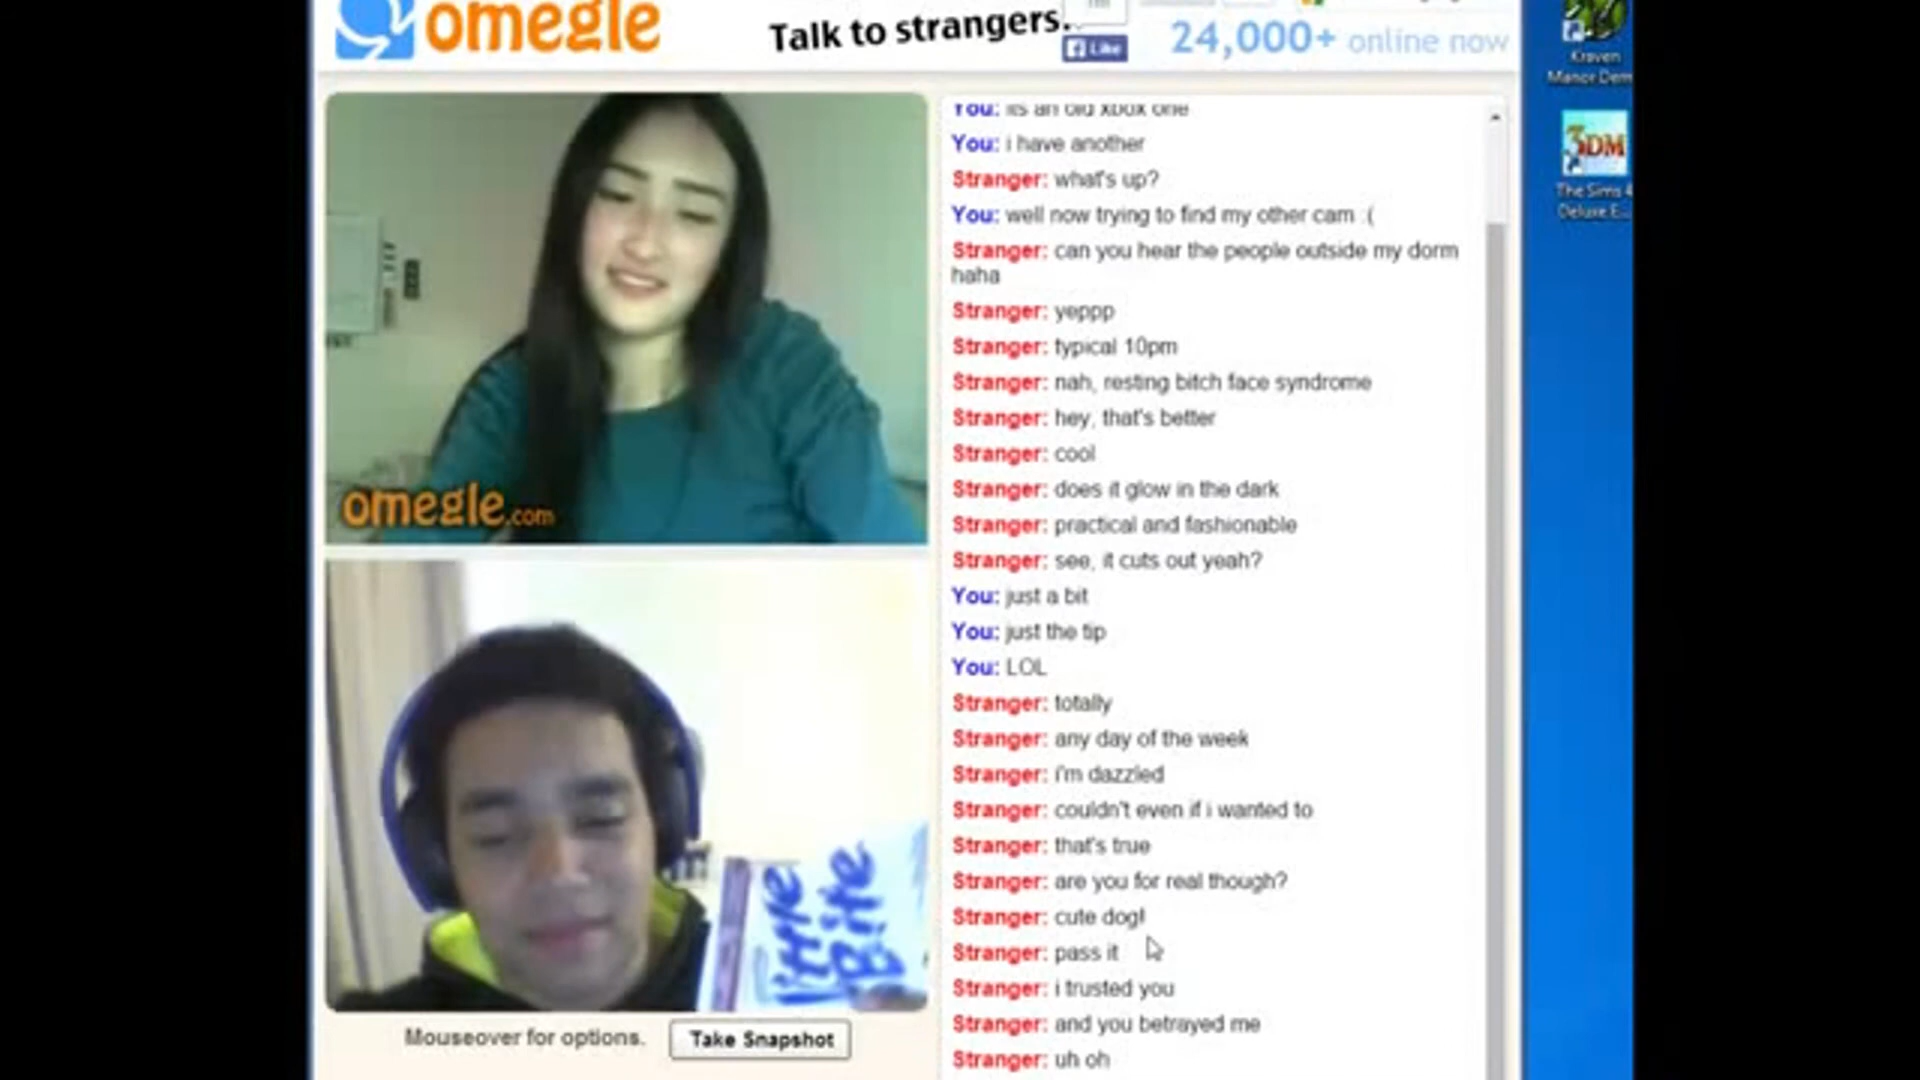 omegle
Talk to strangers.
Like
24,000+ online now
Kraven
Manor Dem
3DM
The Sims 4
Deluxe E...
You: its an old xbox one
You: i have another
Stranger: what's up?
You: well now trying to find my other cam :(
Stranger: can you hear the people outside my dorm
haha
Stranger: yeppp
Stranger: typical 10pm
Stranger: nah, resting bitch face syndrome
Stranger: hey, that's better
Stranger: cool
Stranger: does it glow in the dark
Stranger: practical and fashionable
Stranger: see, it cuts out yeah?
You: just a bit
You: just the tip
You: LOL
Stranger: totally
Stranger: any day of the week
Stranger: i'm dazzled
Stranger: couldn't even if i wanted to
Stranger: that's true
Stranger: are you for real though?
Stranger: cute dog!
Stranger: pass it
Stranger: i trusted you
Stranger: and you betrayed me
Stranger: uh oh
omegle.com
little
Bite
Mouseover for options.
Take Snapshot